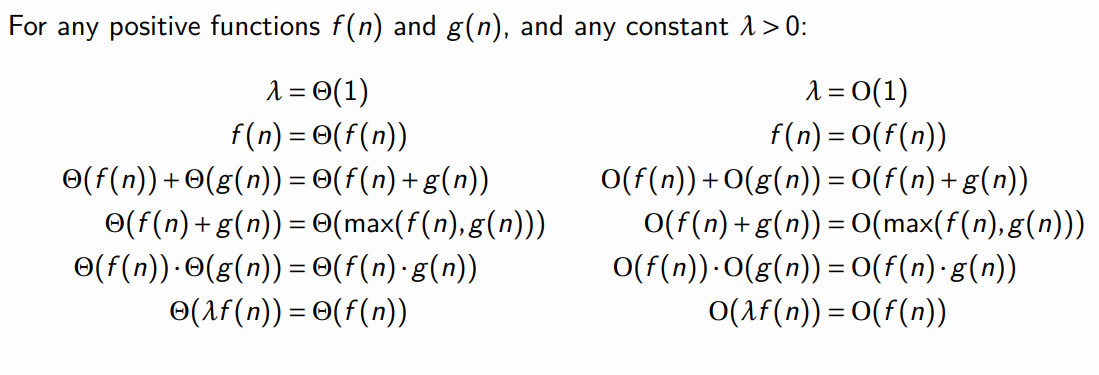 For any positive functions f(n) and g(n), and any constant λ > 0:
λ = Θ(1)
f(n) = Θ(f(n))
Θ(f(n)) + Θ(g(n)) = Θ(f(n) + g(n))
Θ(f(n) + g(n)) = Θ(max(f(n), g(n)))
Θ(f(n)) · Θ(g(n)) = Θ(f(n) · g(n))
Θ(λf(n)) = Θ(f(n))
λ = O(1)
f(n) = O(f(n))
O(f(n)) + O(g(n)) = O(f(n) + g(n))
O(f(n) + g(n)) = O(max(f(n), g(n)))
O(f(n)) · O(g(n)) = O(f(n) · g(n))
O(λf(n)) = O(f(n))